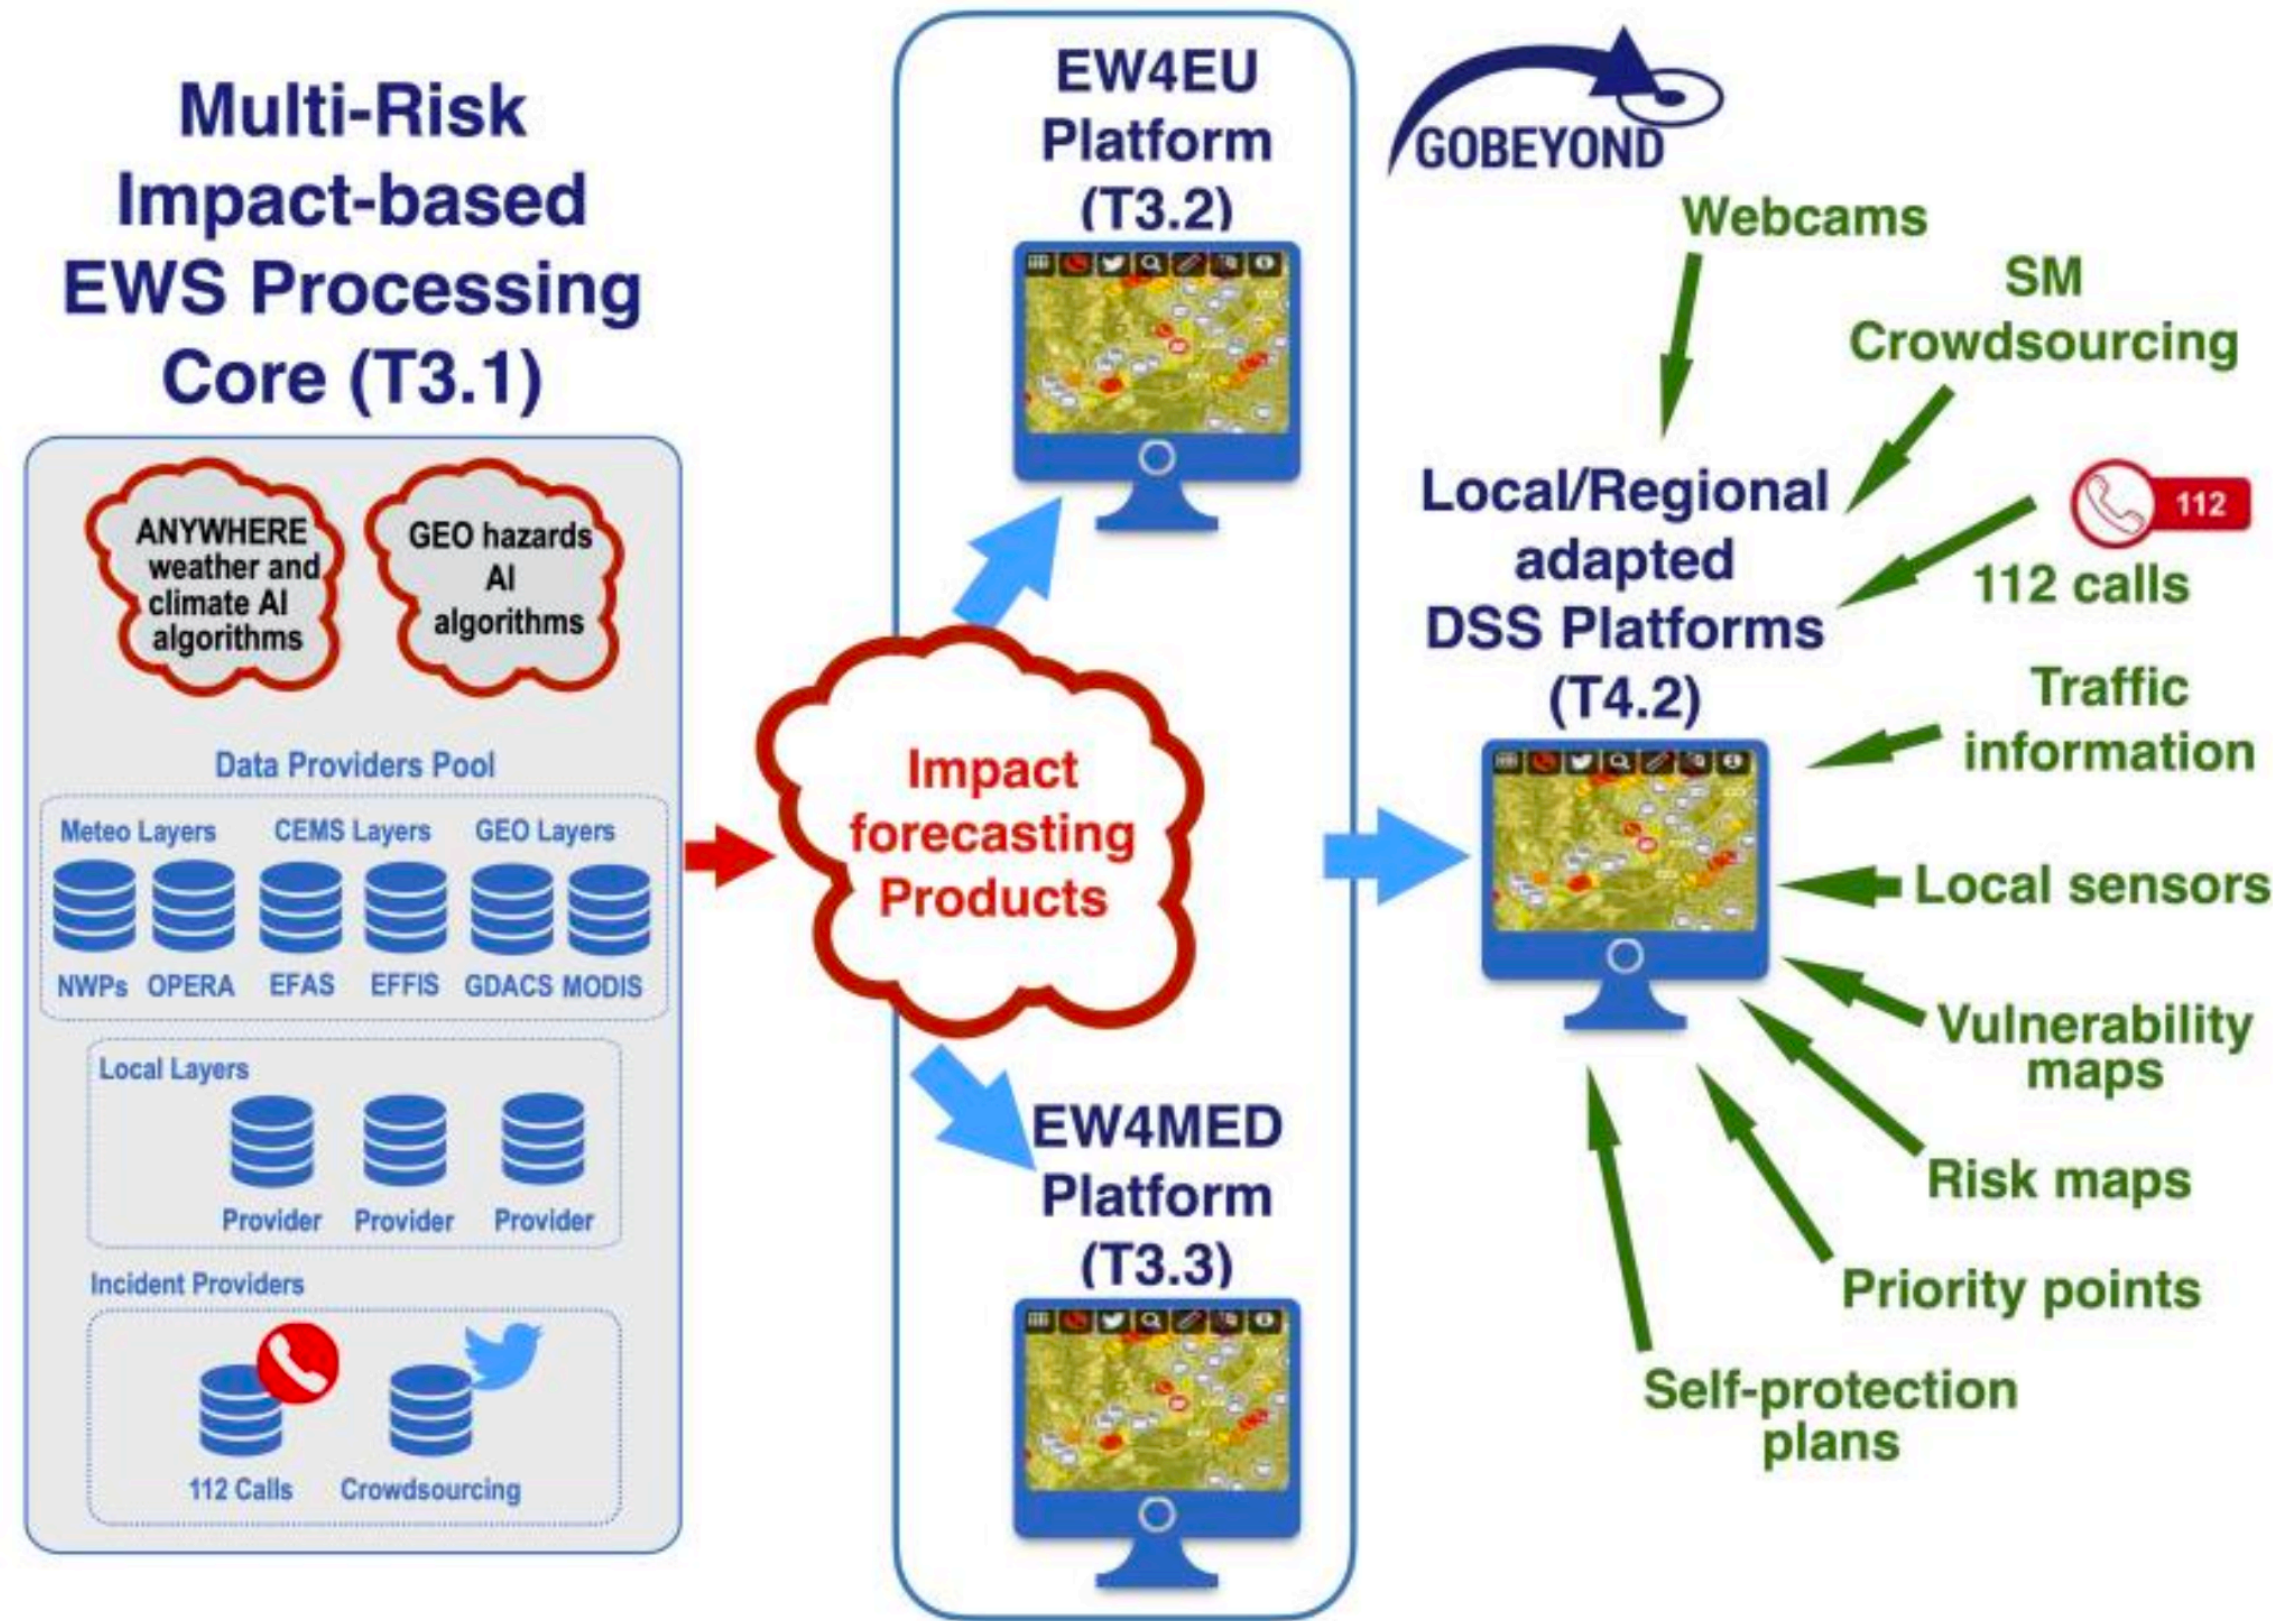 Multi-Risk
Impact-based
EWS Processing
Core (T3.1)
ANYWHERE
weather and
climate AI
algorithms
GEO hazards
AI
algorithms
Data Providers Pool
Meteo Layers
CEMS Layers
GEO Layers
NWPs
OPERA
EFAS
EFFIS
GDACS
MODIS
Local Layers
Provider
Provider
Provider
Incident Providers
112 Calls
Crowdsourcing
EW4EU
Platform
(T3.2)
Impact
forecasting
Products
EW4MED
Platform
(T3.3)
GOBEYOND
Local/Regional
adapted
DSS Platforms
(T4.2)
Webcams
SM
Crowdsourcing
112
112 calls
Traffic
information
Local sensors
Vulnerability
maps
Risk maps
Priority points
Self-protection
plans